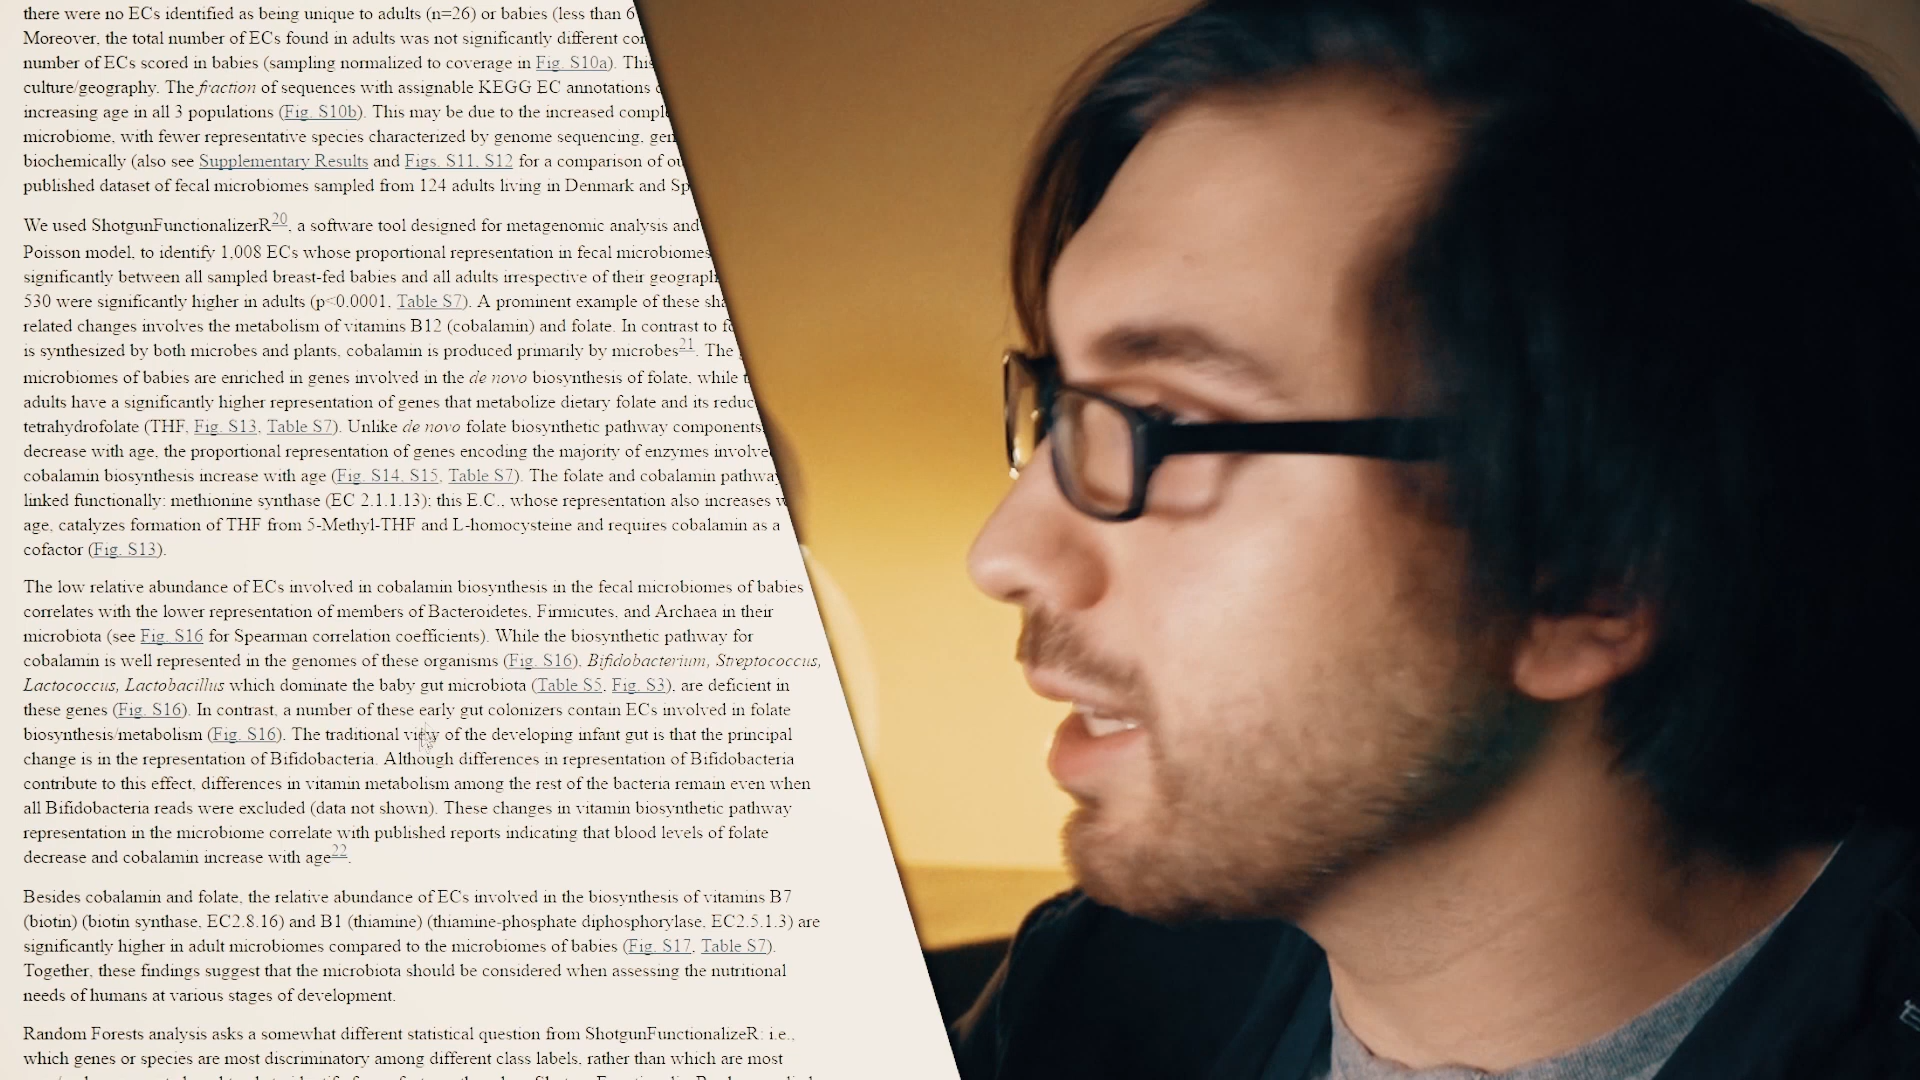 there were no ECs identified as being unique to adults (n=26) or babies (less than 6
Moreover, the total number of ECs found in adults was not significantly different
number of ECs scored in babies (sampling normalized to coverage in Fig. S10a). This
culture/geography. The fraction of sequences with assignable KEGG EC annotations
increasing age in all 3 populations (Fig. S10b). This may be due to the increased
microbiome, with fewer representative species characterized by genome sequencing,
biochemically (also see Supplementary Results and Figs. S11, S12 for a comparison of
published dataset of fecal microbiomes sampled from 124 adults living in Denmark and
We used ShotgunFunctionalizeR20, a software tool designed for metagenomic analysis and
Poisson model, to identify 1,008 ECs whose proportional representation in fecal microbiomes
significantly between all sampled breast-fed babies and all adults irrespective of their
530 were significantly higher in adults (p<0.0001, Table S7). A prominent example of these
related changes involves the metabolism of vitamins B12 (cobalamin) and folate. In contrast to
is synthesized by both microbes and plants, cobalamin is produced primarily by microbes21. The
microbiomes of babies are enriched in genes involved in the de novo biosynthesis of folate, while
adults have a significantly higher representation of genes that metabolize dietary folate and its
tetrahydrofolate (THF, Fig. S13, Table S7). Unlike de novo folate biosynthetic pathway components
decrease with age, the proportional representation of genes encoding the majority of enzymes involved
cobalamin biosynthesis increase with age (Fig. S14, S15, Table S7). The folate and cobalamin pathway
linked functionally: methionine synthase (EC 2.1.1.13); this E.C., whose representation also increases
age, catalyzes formation of THF from 5-Methyl-THF and L-homocysteine and requires cobalamin as a
cofactor (Fig. S13).
The low relative abundance of ECs involved in cobalamin biosynthesis in the fecal microbiomes of babies
correlates with the lower representation of members of Bacteroidetes, Firmicutes, and Archaea in their
microbiota (see Fig. S16 for Spearman correlation coefficients). While the biosynthetic pathway for
cobalamin is well represented in the genomes of these organisms (Fig. S16), Bifidobacterium, Streptococcus,
Lactococcus, Lactobacillus which dominate the baby gut microbiota (Table S5, Fig. S3), are deficient in
these genes (Fig. S16). In contrast, a number of these early gut colonizers contain ECs involved in folate
biosynthesis/metabolism (Fig. S16). The traditional view of the developing infant gut is that the principal
change is in the representation of Bifidobacteria. Although differences in representation of Bifidobacteria
contribute to this effect, differences in vitamin metabolism among the rest of the bacteria remain even when
all Bifidobacteria reads were excluded (data not shown). These changes in vitamin biosynthetic pathway
representation in the microbiome correlate with published reports indicating that blood levels of folate
decrease and cobalamin increase with age22.
Besides cobalamin and folate, the relative abundance of ECs involved in the biosynthesis of vitamins B7
(biotin) (biotin synthase, EC2.8.16) and B1 (thiamine) (thiamine-phosphate diphosphorylase, EC2.5.1.3) are
significantly higher in adult microbiomes compared to the microbiomes of babies (Fig. S17, Table S7).
Together, these findings suggest that the microbiota should be considered when assessing the nutritional
needs of humans at various stages of development.
Random Forests analysis asks a somewhat different statistical question from ShotgunFunctionalizeR: i.e.,
which genes or species are most discriminatory among different class labels, rather than which are most